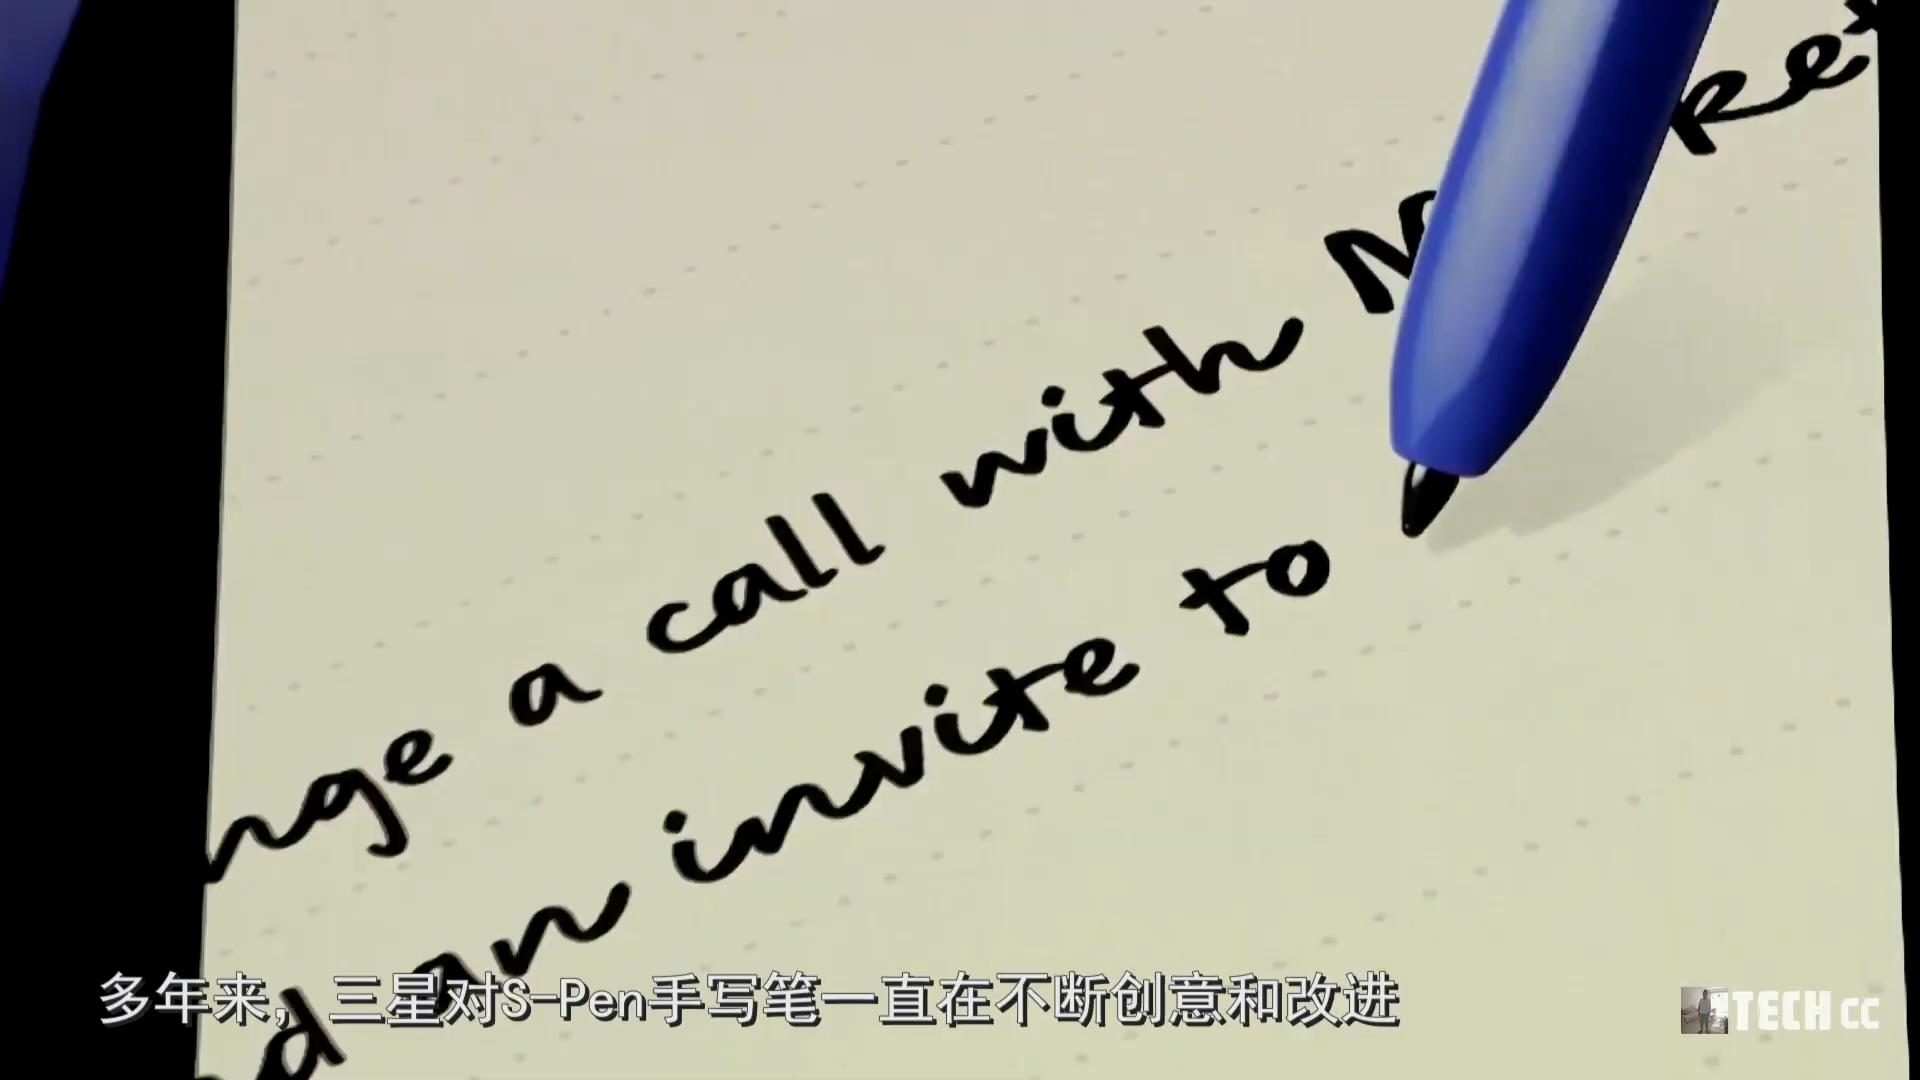 nge a call with
an invite to
多年来，三星对S-Pen手写笔一直在不断创意和改进
TECH CC